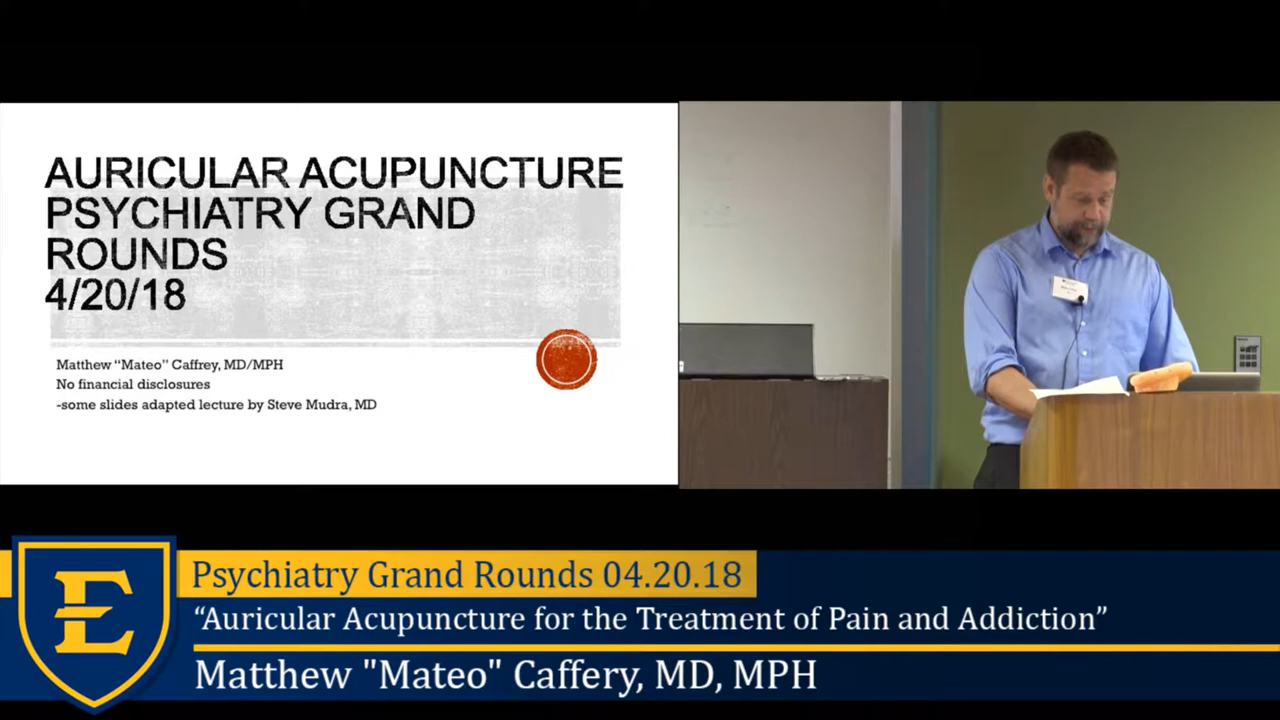 AURICULAR ACUPUNCTURE
PSYCHIATRY GRAND
ROUNDS
4/20/18
Matthew “Mateo” Caffrey, MD/MPH
No financial disclosures
-some slides adapted lecture by Steve Mudra, MD
E
Psychiatry Grand Rounds 04.20.18
“Auricular Acupuncture for the Treatment of Pain and Addiction”
Matthew "Mateo" Caffery, MD, MPH